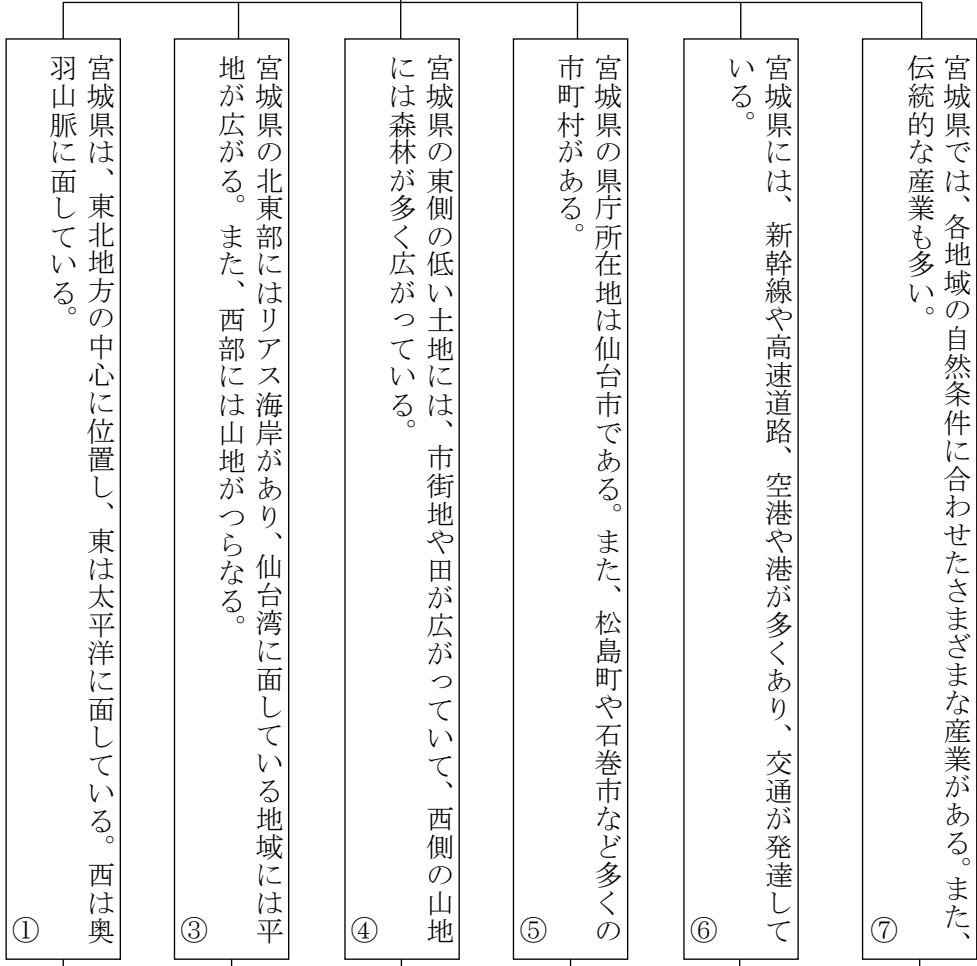 宮城県では、各地域の自然条件に合わせたさまざまな産業がある。また、
伝統的な産業も多い。
⑦
宮城県には、新幹線や高速道路、空港や港が多くあり、交通が発達して
いる。
⑥
宮城県の県庁所在地は仙台市である。また、松島町や石巻市など多くの
市町村がある。
⑤
宮城県の東側の低い土地には、市街地や田が広がっていて、西側の山地
には森林が多く広がっている。
④
宮城県の北東部にはリアス海岸があり、仙台湾に面している地域には平
地が広がる。また、西部には山地がつらなる。
③
宮城県は、東北地方の中心に位置し、東は太平洋に面している。西は奥
羽山脈に面している。
①